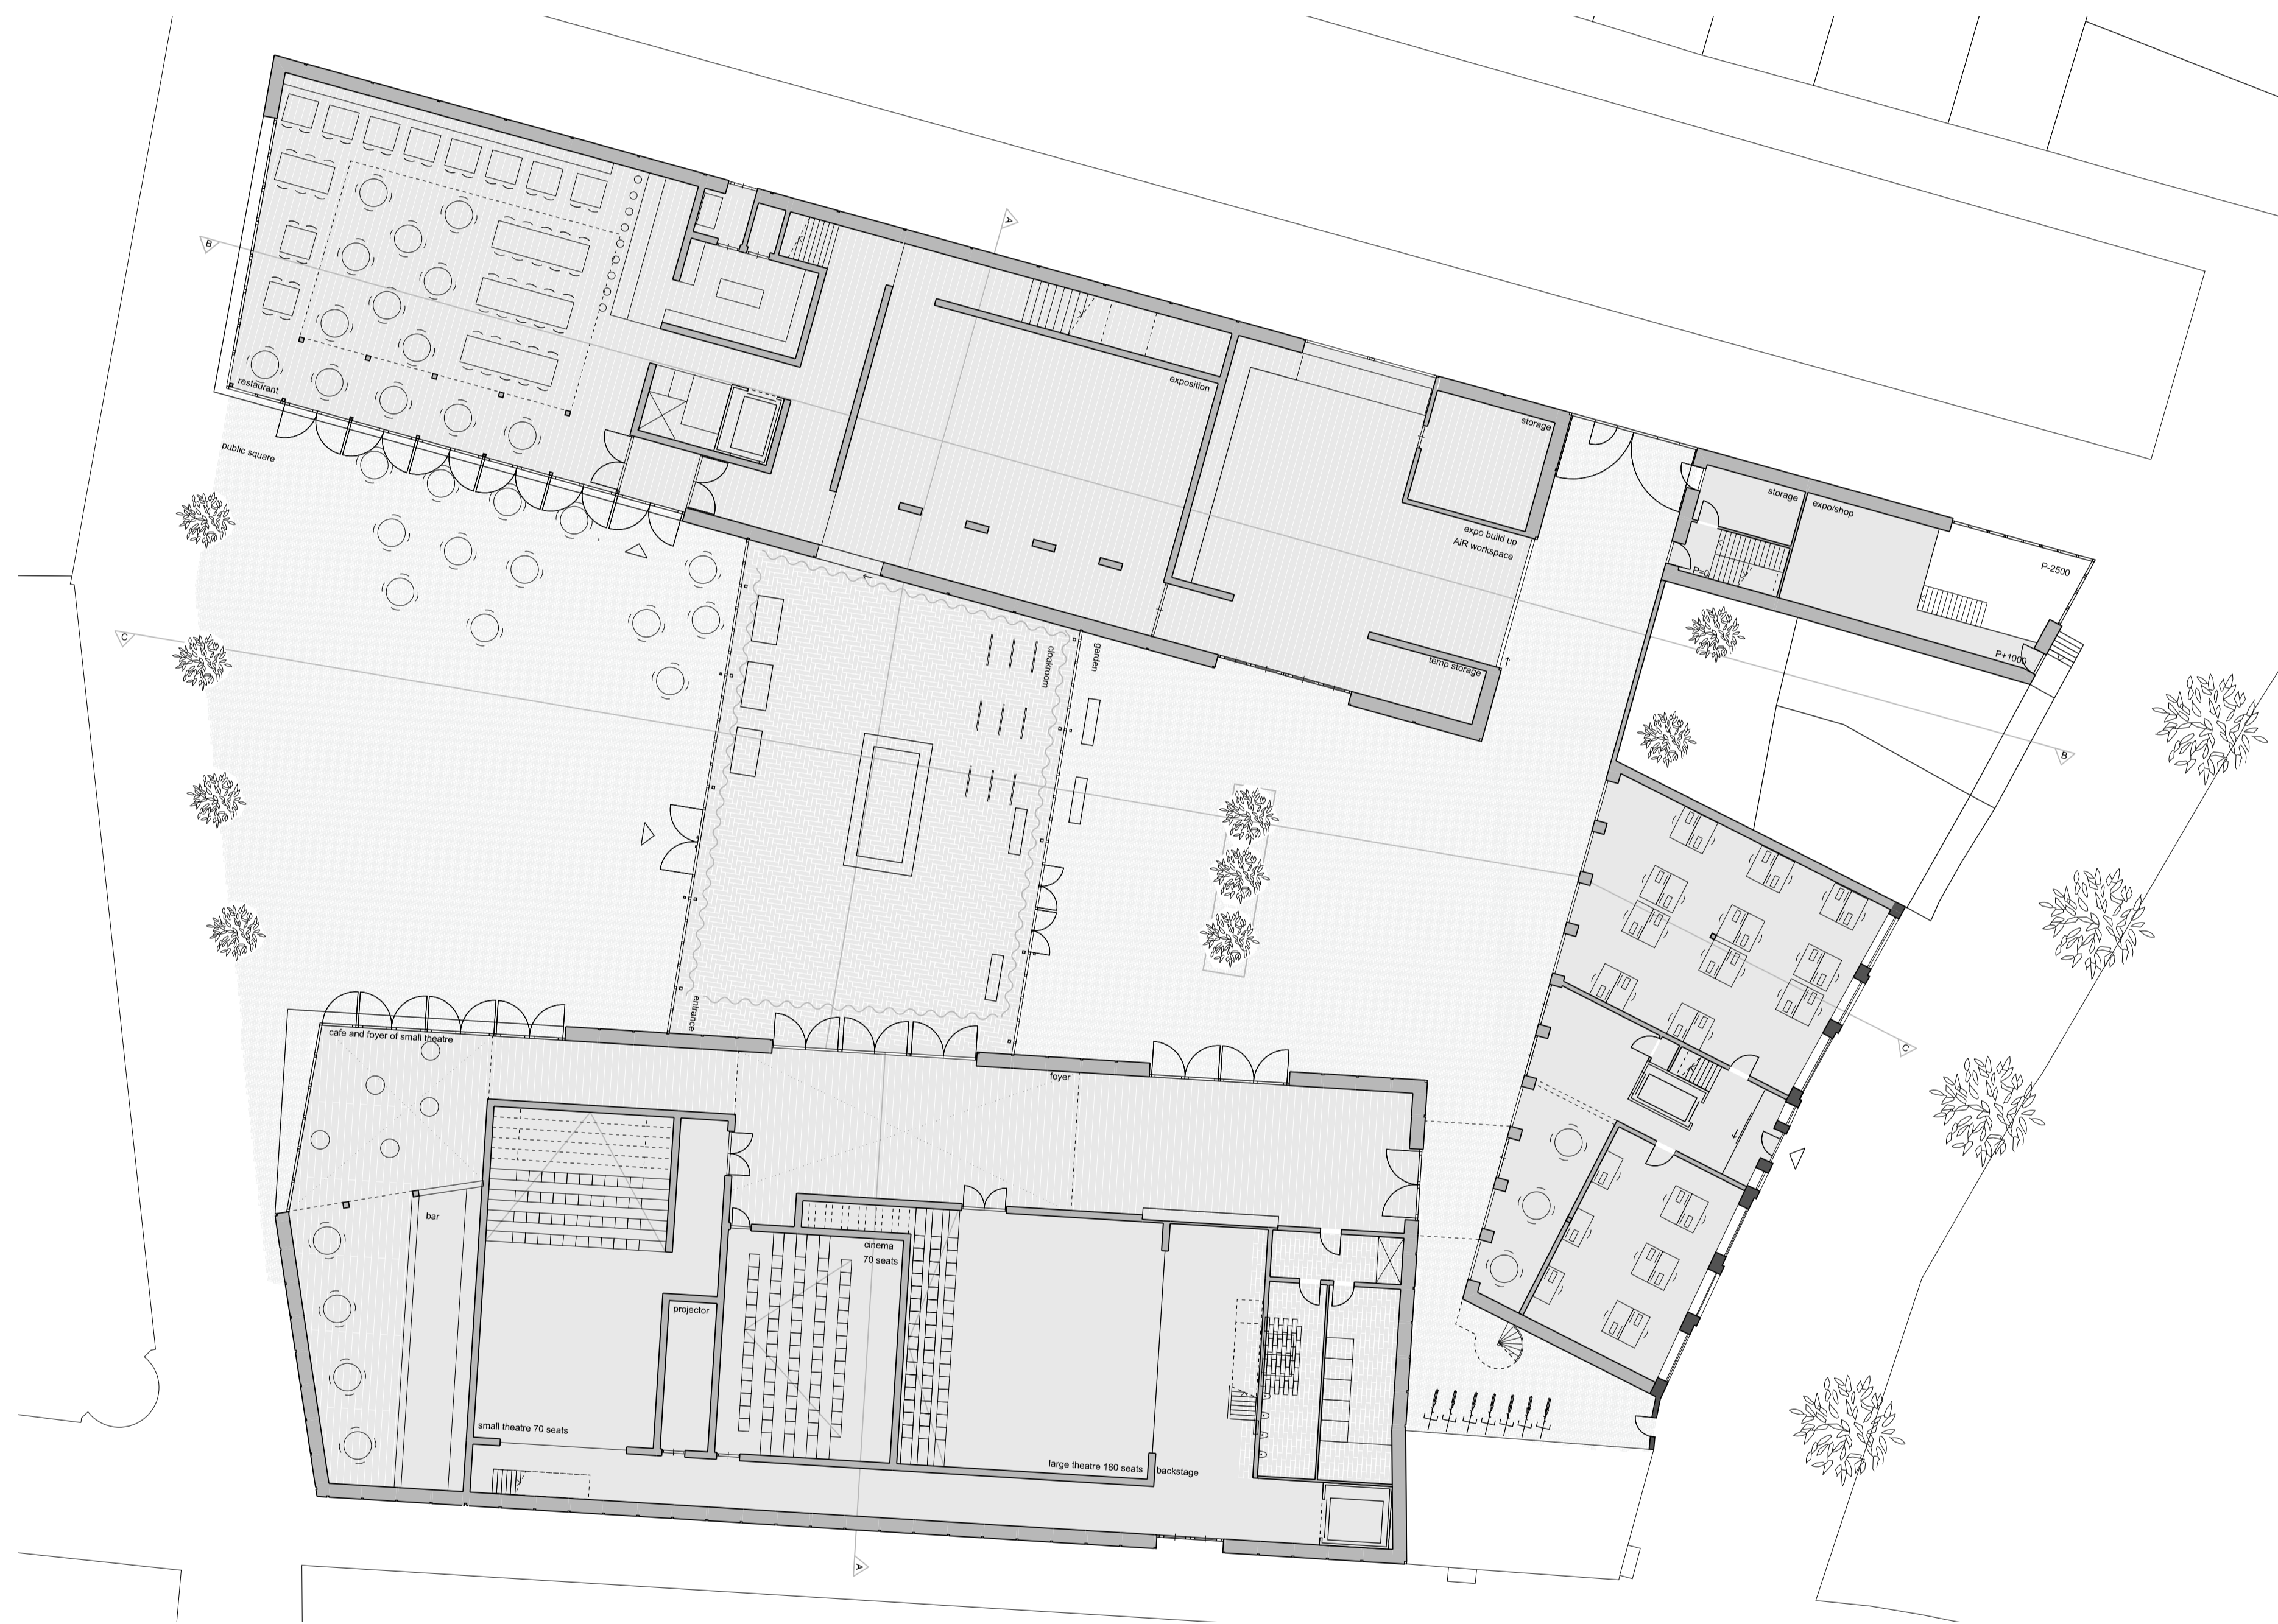 A
B
restaurant
exposition
storage
public square
expo build up
AiR workspace
storage
expo/shop
P=0
P-2500
P+1000
C
cloakroom
garden
temp storage
B
entrance
cafe and foyer of small theatre
foyer
C
bar
cinema
70 seats
projector
small theatre 70 seats
large theatre 160 seats
backstage
A